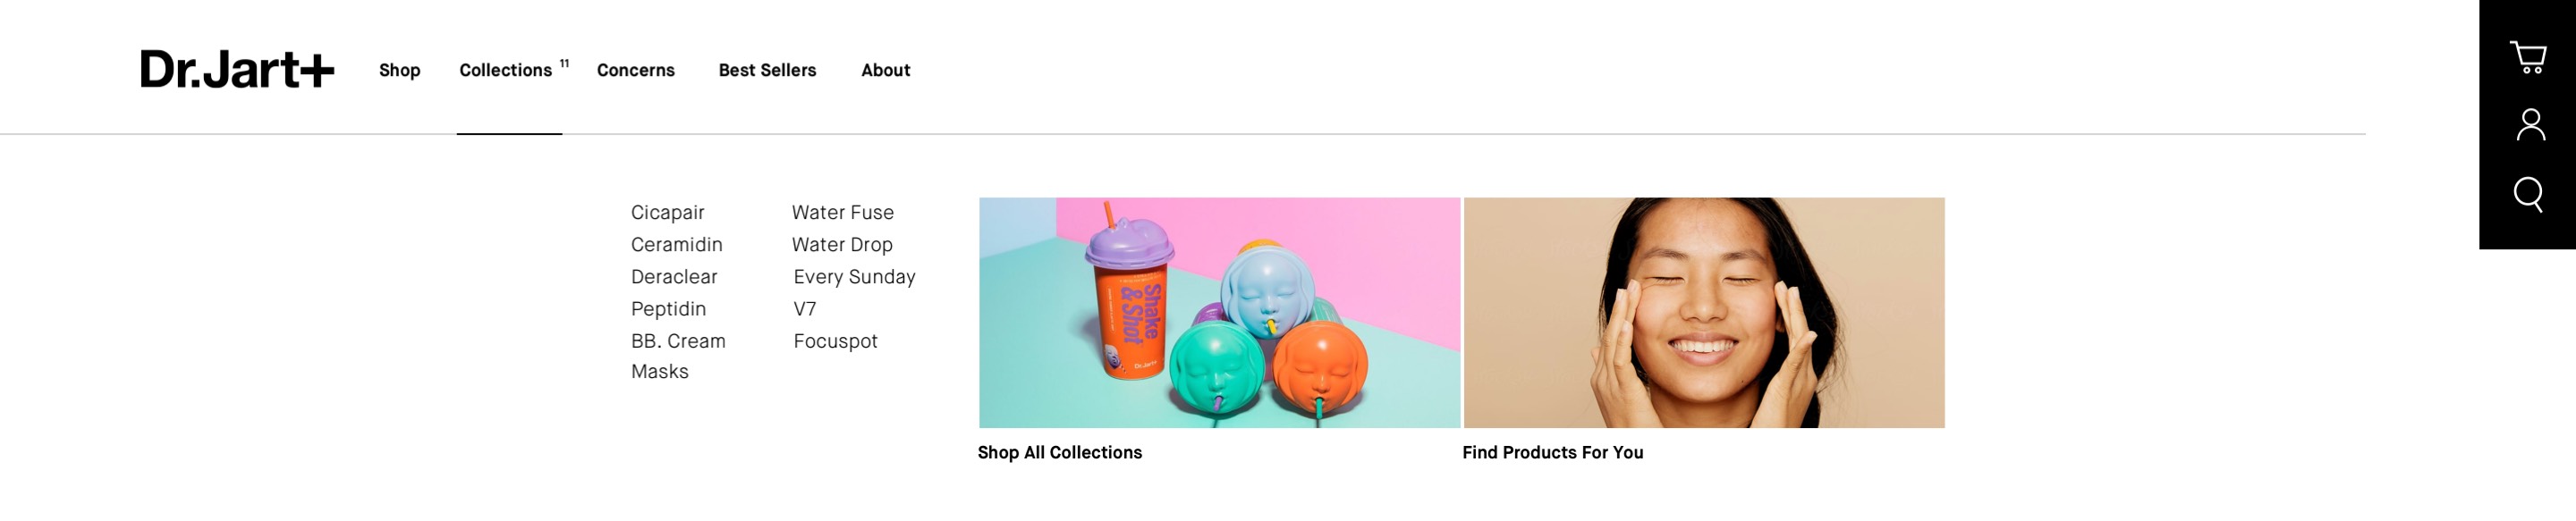 Dr.Jart+
Shop
Collections 11
Concerns
Best Sellers
About
Cicapair
Ceramidin
Deraclear
Peptidin
BB. Cream
Masks
Water Fuse
Water Drop
Every Sunday
V7
Focuspot
Shake
& Shot
Dr.Jart+
Shop All Collections
Find Products For You